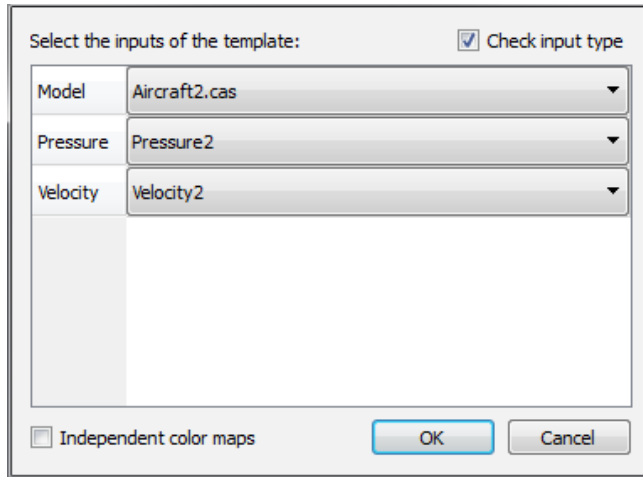 Select the inputs of the template: Check input type
Model Aircraft2.cas
Pressure Pressure2
Velocity Velocity2
Independent color maps OK Cancel